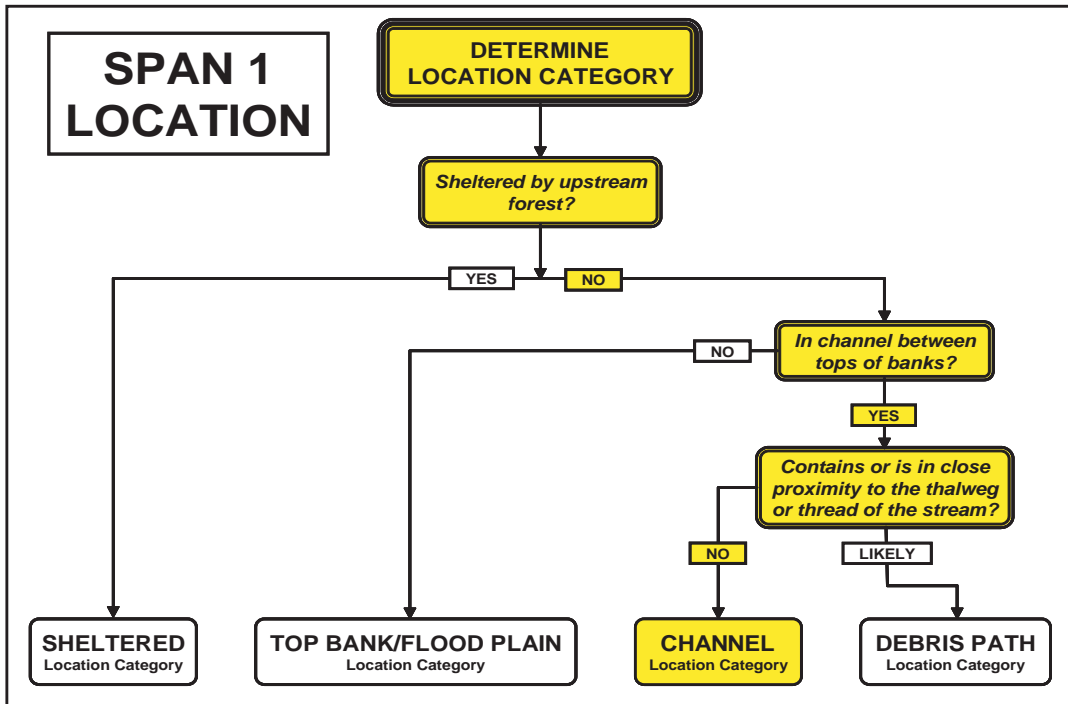 SPAN 1
LOCATION
DETERMINE
LOCATION CATEGORY
Sheltered by upstream
forest?
YES
NO
In channel between
tops of banks?
NO
YES
Contains or is in close
proximity to the thalweg
or thread of the stream?
NO
LIKELY
SHELTERED
Location Category
TOP BANK/FLOOD PLAIN
Location Category
CHANNEL
Location Category
DEBRIS PATH
Location Category